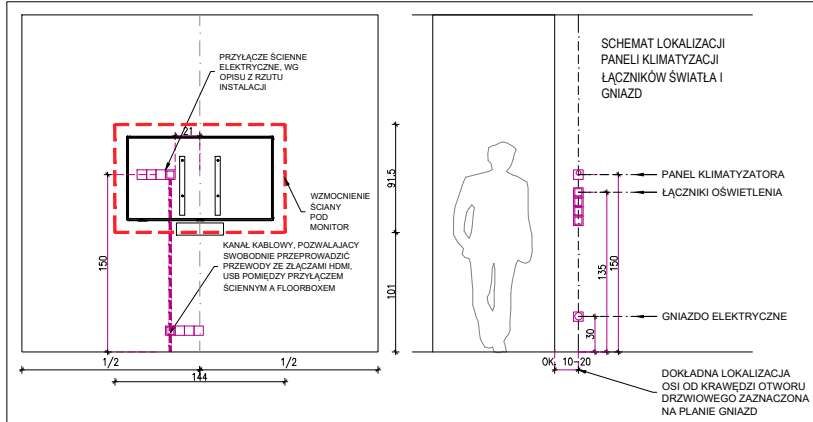 PRZYŁĄCZE ŚCIENNE
ELEKTRYCZNE, WG
OPISU Z RZUTU
INSTALACJI
21
WZMOCNIENIE
ŚCIANY
POD
MONITOR
KANAŁ KABLOWY, POZWALAJACY
SWOBODNIE PRZEPROWADZIĆ
PRZEWODY ZE ZŁĄCZAMI HDMI,
USB POMIĘDZY PRZYŁĄCZEM
ŚCIENNYM A FLOORBOXEM
150
91.5
101
1/2
1/2
144
SCHEMAT LOKALIZACJI
PANELI KLIMATYZACJI
ŁĄCZNIKÓW ŚWIATŁA I
GNIAZD
PANEL KLIMATYZATORA
ŁĄCZNIKI OŚWIETLENIA
150
135
30
GNIAZDO ELEKTRYCZNE
OK. 10-20
DOKŁADNA LOKALIZACJA
OSI OD KRAWĘDZI OTWORU
DRZWIOWEGO ZAZNACZONA
NA PLANIE GNIAZD